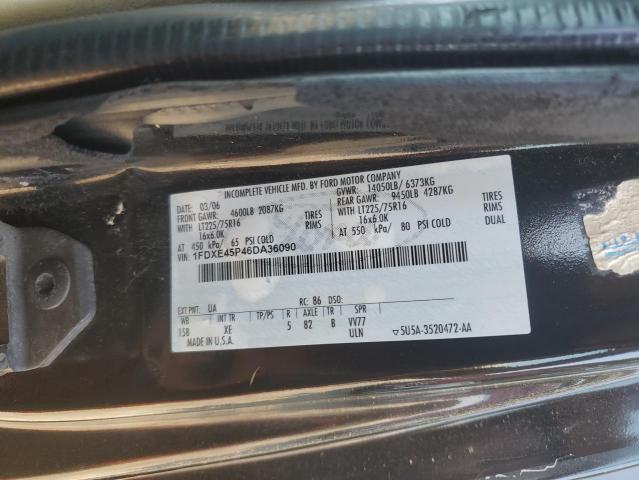 INCOMPLETE VEHICLE MFD. BY FORD MOTOR COMPANY
DATE: 03/06 GVWR: 14050LB/ 6373KG
FRONT GAWR: 4600LB 2087KG REAR GAWR: 9450LB 4287KG
WITH LT225/75R16 TIRES WITH LT225/75R16 TIRES
16x6.0K RIMS 16x6.0K RIMS
AT 450 kPa/ 65 PSI COLD AT 550 kPa/ 80 PSI COLD DUAL
VIN: 1FDXE45P46DA36090
EXT PNT: UA RC: 86 DSO:
WB INT TR TP/PS R AXLE TR SPR
158 XE 5 82 B VV77
MADE IN U.S.A. ULN ▽5U5A-3520472-AA